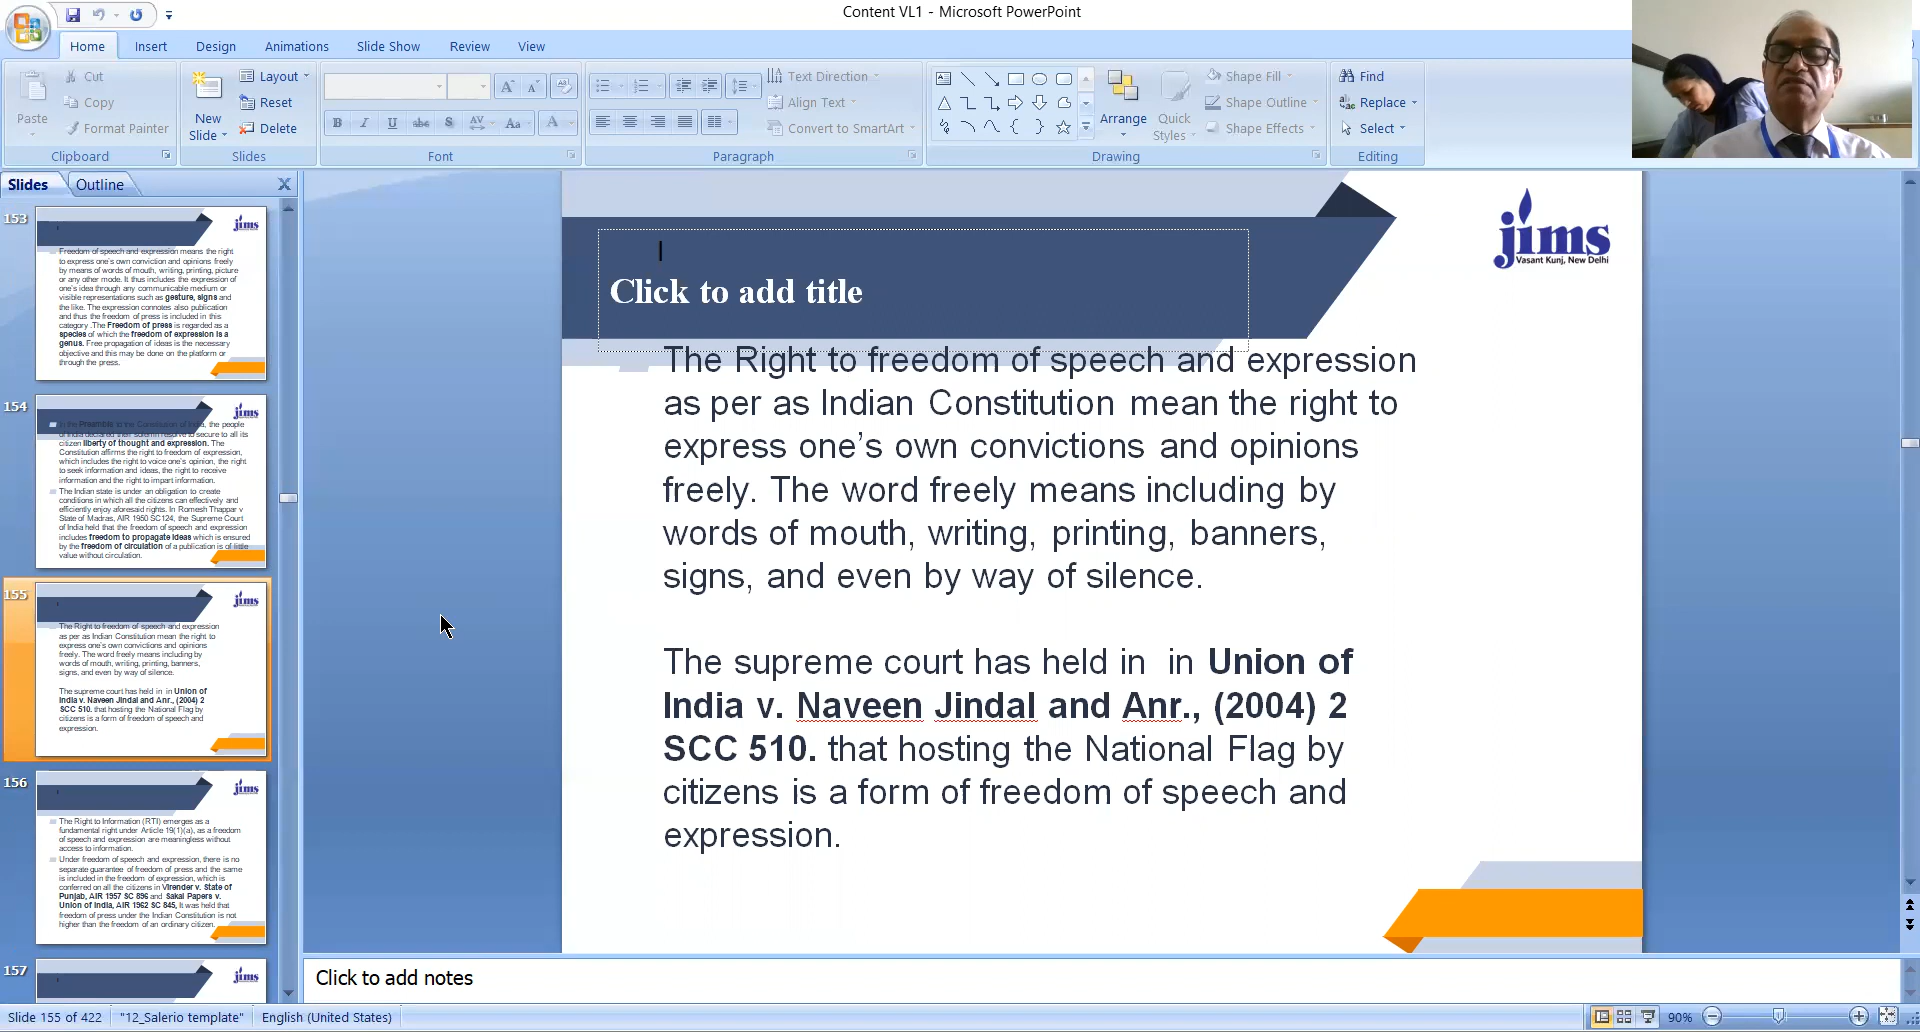 Content VL1 - Microsoft PowerPoint
Home Insert Design Animations Slide Show Review View
Paste
Cut
Copy
Format Painter
Clipboard
New
Slide
Layout
Reset
Delete
Slides
B I U abc S AV Aa A
Font
Text Direction
Align Text
Convert to SmartArt
Paragraph
Arrange
Quick
Styles
Shape Fill
Shape Outline
Shape Effects
Drawing
Find
Replace
Select
Editing
Slides Outline
153
jims
Freedom of speech and expression means the right
to express one's own conviction and opinions freely
by means of words of mouth, writing, printing, picture
or any other mode. It thus includes the expression of
one's idea through any communicable medium or
visible representations such as gesture, signs and
the like. The expression connotes also publication
and thus the freedom of press is included in this
category .The Freedom of press is regarded as a
species of which the freedom of expression is a
genus. Free propagation of ideas is the necessary
objective and this may be done on the platform or
through the press.
154
jims
In the Preamble to the Constitution of India, the people
of India declared their solemn resolve to secure to all its
citizen liberty of thought and expression. The
Constitution affirms the right to freedom of expression,
which includes the right to voice one's opinion, the right
to seek information and ideas, the right to receive
information and the right to impart information.
The Indian state is under an obligation to create
conditions in which all the citizens can effectively and
efficiently enjoy aforesaid rights. In Romesh Thappar v
State of Madras, AIR 1950 SC124, the Supreme Court
of India held that the freedom of speech and expression
includes freedom to propagate ideas which is ensured
by the freedom of circulation of a publication is of little
value without circulation.
155
jims
The Right to freedom of speech and expression
as per as Indian Constitution mean the right to
express one's own convictions and opinions
freely. The word freely means including by
words of mouth, writing, printing, banners,
signs, and even by way of silence.
The supreme court has held in in Union of
India v. Naveen Jindal and Anr., (2004) 2
SCC 510. that hosting the National Flag by
citizens is a form of freedom of speech and
expression.
156
jims
The Right to Information (RTI) emerges as a
fundamental right under Article 19(1)(a), as a freedom
of speech and expression are meaningless without
access to information.
Under freedom of speech and expression, there is no
separate guarantee of freedom of press and the same
is included in the freedom of expression, which is
conferred on all the citizens in Virender v. State of
Punjab, AIR 1957 SC 896 and Sakal Papers v.
Union of India, AIR 1962 SC 845, It was held that
freedom of press under the Indian Constitution is not
higher than the freedom of an ordinary citizen.
157
jims
jims
Vasant Kunj, New Delhi
Click to add title
The Right to freedom of speech and expression
as per as Indian Constitution mean the right to
express one’s own convictions and opinions
freely. The word freely means including by
words of mouth, writing, printing, banners,
signs, and even by way of silence.
The supreme court has held in in Union of
India v. Naveen Jindal and Anr., (2004) 2
SCC 510. that hosting the National Flag by
citizens is a form of freedom of speech and
expression.
Click to add notes
Slide 155 of 422 "12_Salerio template" English (United States) 90%